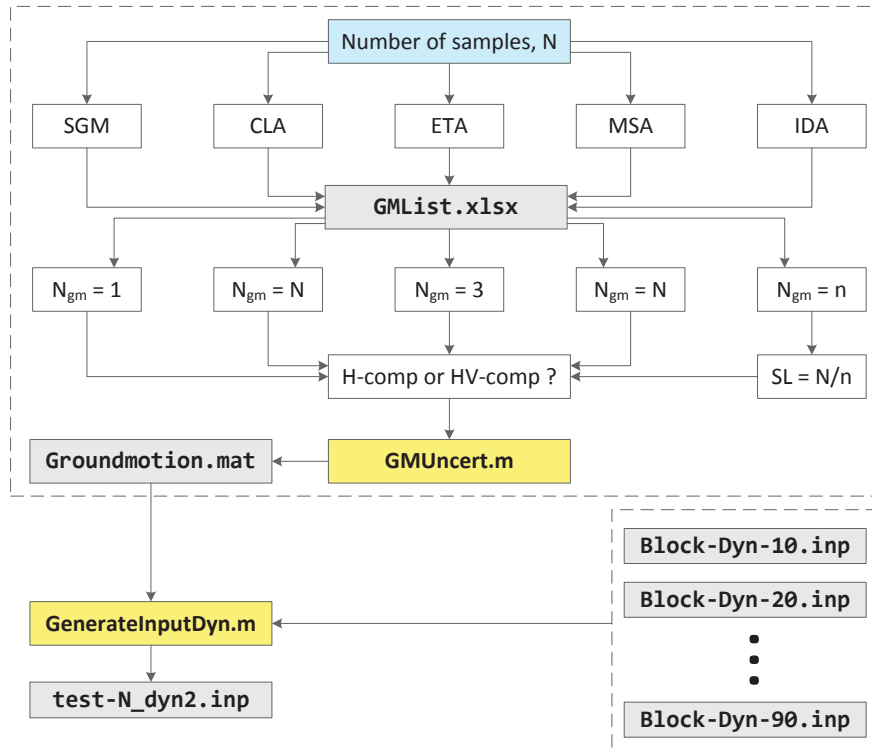 Number of samples, N
SGM
CLA
ETA
MSA
IDA
GMList.xlsx
Ngm = 1
Ngm = N
Ngm = 3
Ngm = N
Ngm = n
H-comp or HV-comp ?
SL = N/n
Groundmotion.mat
GMUncert.m
Block-Dyn-10.inp
Block-Dyn-20.inp
GenerateInputDyn.m
test-N_dyn2.inp
Block-Dyn-90.inp